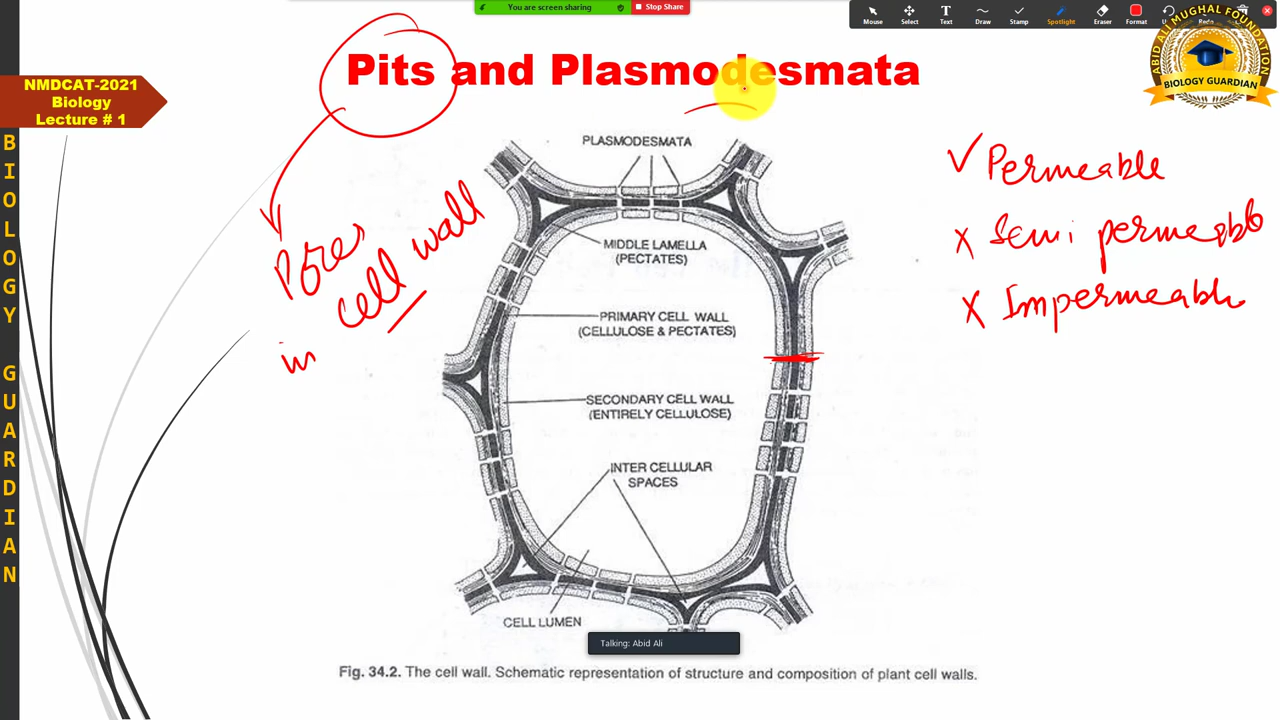 You are screen sharing
Stop Share
Mouse
Select
Text
Draw
Stamp
Spotlight
Eraser
Format
Redo
ABID ALI MUGHAL FOUNDATION
BIOLOGY GUARDIAN
NMDCAT-2021
Biology
Lecture # 1
BIOLOGY GUARDIAN
Pits and Plasmodesmata
Pores
in cell wall
✓ Permeable
x Semi permeable
x Impermeable
PLASMODESMATA
MIDDLE LAMELLA
(PECTATES)
PRIMARY CELL WALL
(CELLULOSE & PECTATES)
SECONDARY CELL WALL
(ENTIRELY CELLULOSE)
INTER CELLULAR
SPACES
CELL LUMEN
Talking: Abid Ali
Fig. 34.2. The cell wall. Schematic representation of structure and composition of plant cell walls.